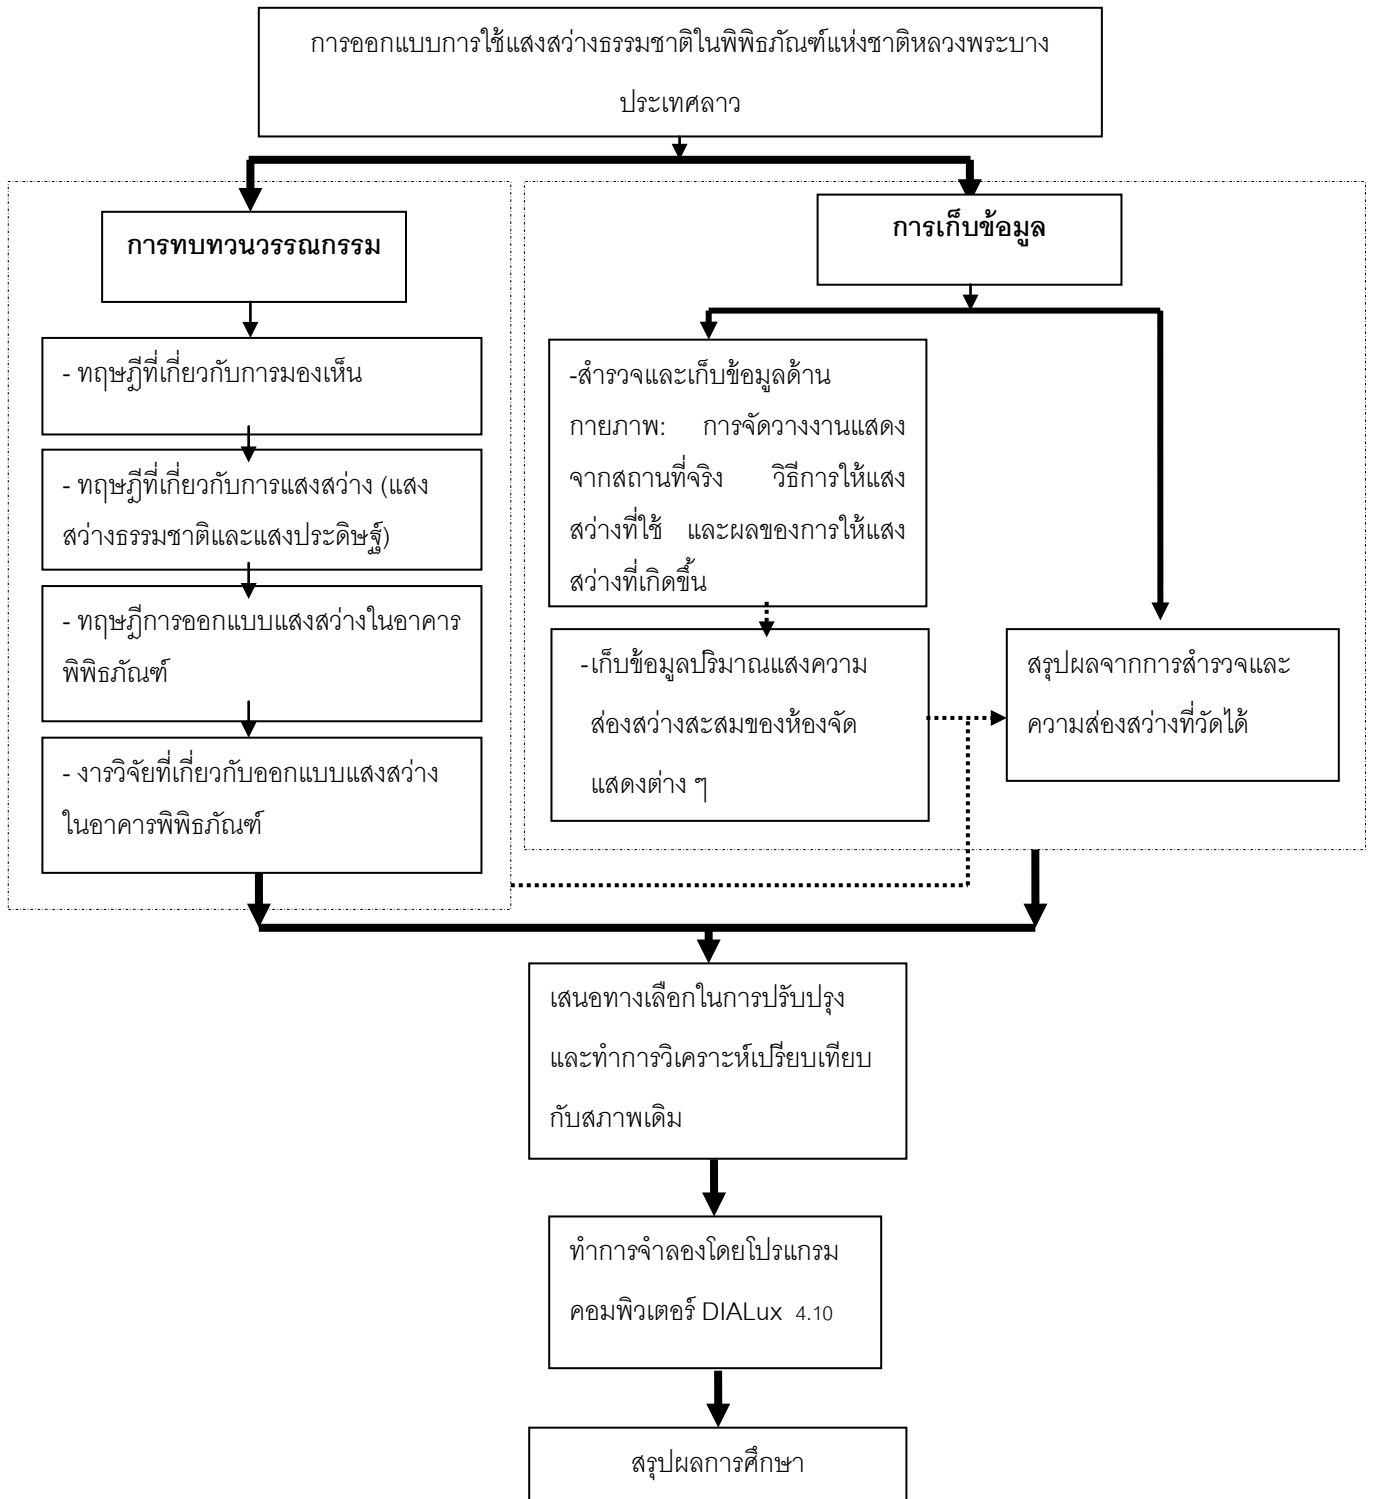 การออกแบบการใช้แสงสว่างธรรมชาติในพิพิธภัณฑ์แห่งชาติหลวงพระบาง
ประเทศลาว
การทบทวนวรรณกรรม
- ทฤษฎีที่เกี่ยวกับการมองเห็น
- ทฤษฎีที่เกี่ยวกับการแสงสว่าง (แสง
สว่างธรรมชาติและแสงประดิษฐ์)
- ทฤษฎีการออกแบบแสงสว่างในอาคาร
พิพิธภัณฑ์
- งารวิจัยที่เกี่ยวกับออกแบบแสงสว่าง
ในอาคารพิพิธภัณฑ์
การเก็บข้อมูล
-สำรวจและเก็บข้อมูลด้าน
กายภาพ: การจัดวางงานแสดง
จากสถานที่จริง วิธีการให้แสง
สว่างที่ใช้ และผลของการให้แสง
สว่างที่เกิดขึ้น
-เก็บข้อมูลปริมาณแสงความ
ส่องสว่างสะสมของห้องจัด
แสดงต่าง ๆ
สรุปผลจากการสำรวจและ
ความส่องสว่างที่วัดได้
เสนอทางเลือกในการปรับปรุง
และทำการวิเคราะห์เปรียบเทียบ
กับสภาพเดิม
ทำการจำลองโดยโปรแกรม
คอมพิวเตอร์ DIALux 4.10
สรุปผลการศึกษา